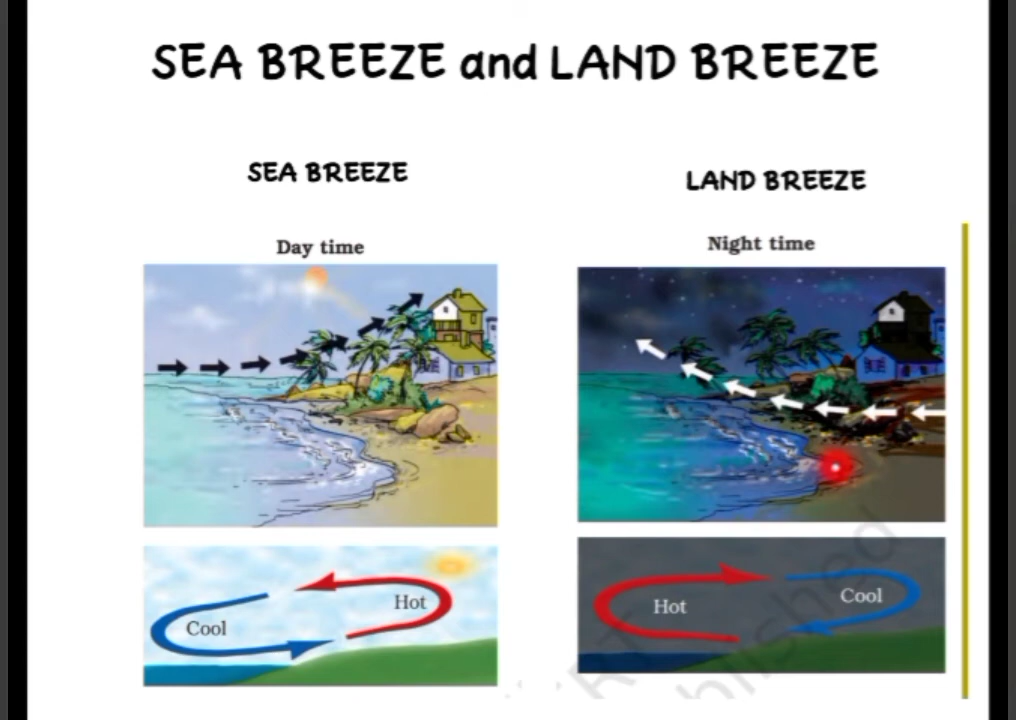 SEA BREEZE and LAND BREEZE
SEA BREEZE
LAND BREEZE
Day time
Night time
Hot
Cool
Hot
Cool